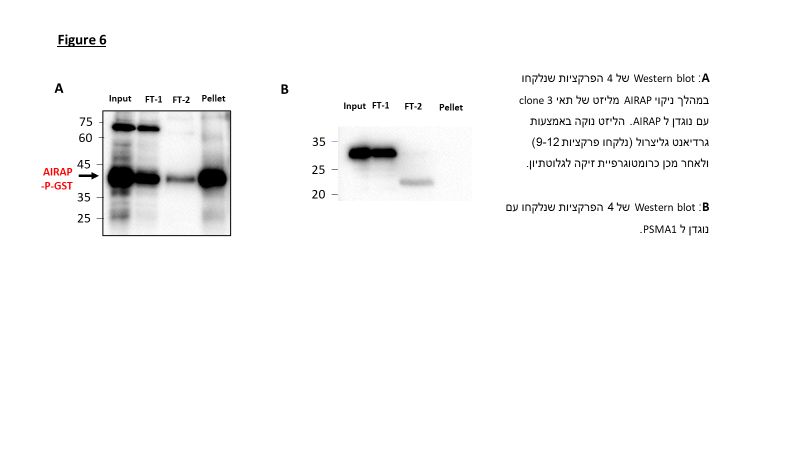 Figure 6
A
Input FT-1 FT-2 Pellet
75
60
45
35
25
AIRAP
-P-GST
B
Input FT-1 FT-2 Pellet
35
25
20
A: Western blot של 4 הפרקציות שנלקחו
במהלך ניקוי AIRAP מליזט של תאי clone 3
עם נוגדן ל AIRAP. הליזט נוקה באמצעות
גרדיאנט גליצרול (נלקחו פרקציות 9-12)
ולאחר מכן כרומטוגרפיית זיקה לגלוטתיון.
B: Western blot של 4 הפרקציות שנלקחו עם
נוגדן ל PSMA1.